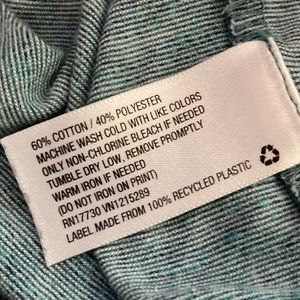 60% COTTON / 40% POLYESTER
MACHINE WASH COLD WITH LIKE COLORS
ONLY NON-CHLORINE BLEACH IF NEEDED
TUMBLE DRY LOW, REMOVE PROMPTLY
WARM IRON IF NEEDED
(DO NOT IRON ON PRINT)
RN17730 VN1215289
LABEL MADE FROM 100% RECYCLED PLASTIC